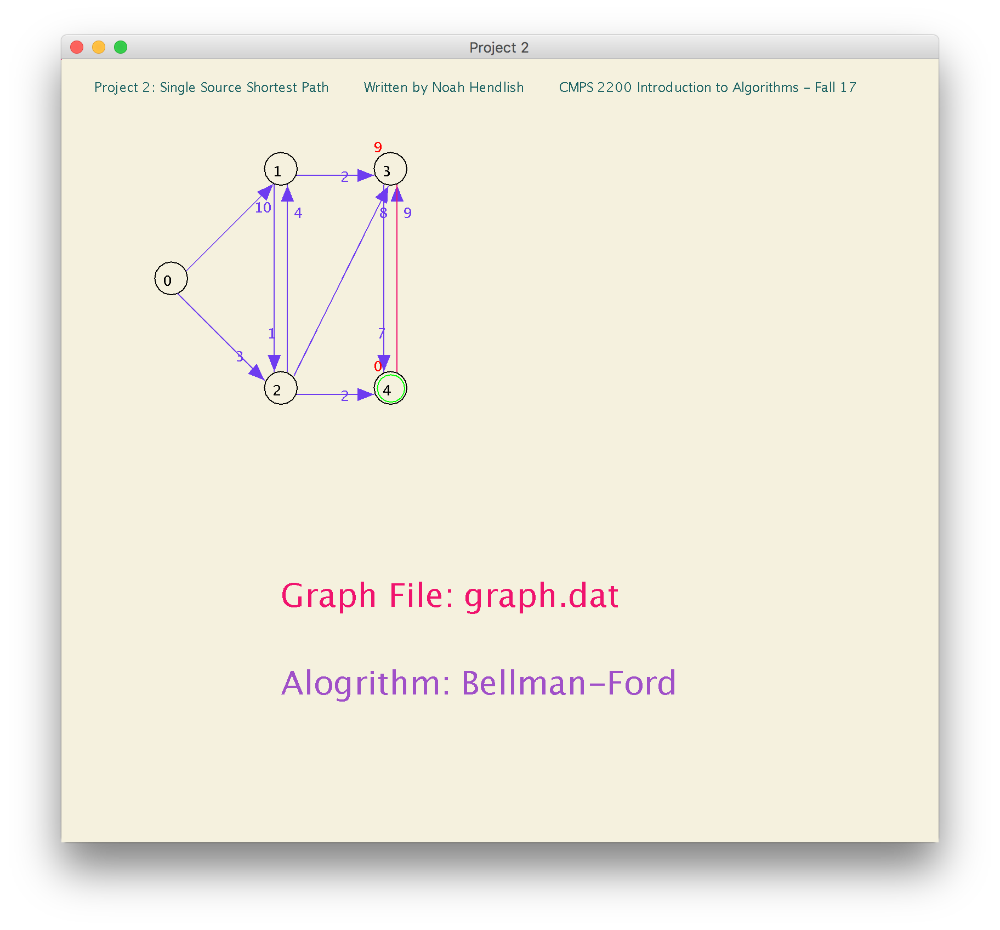 Project 2
Project 2: Single Source Shortest Path Written by Noah Hendlish CMPS 2200 Introduction to Algorithms - Fall 17
9
1 2 3
10 4 8 9
0
1 7
3 0
2 2 4
Graph File: graph.dat
Alogrithm: Bellman-Ford